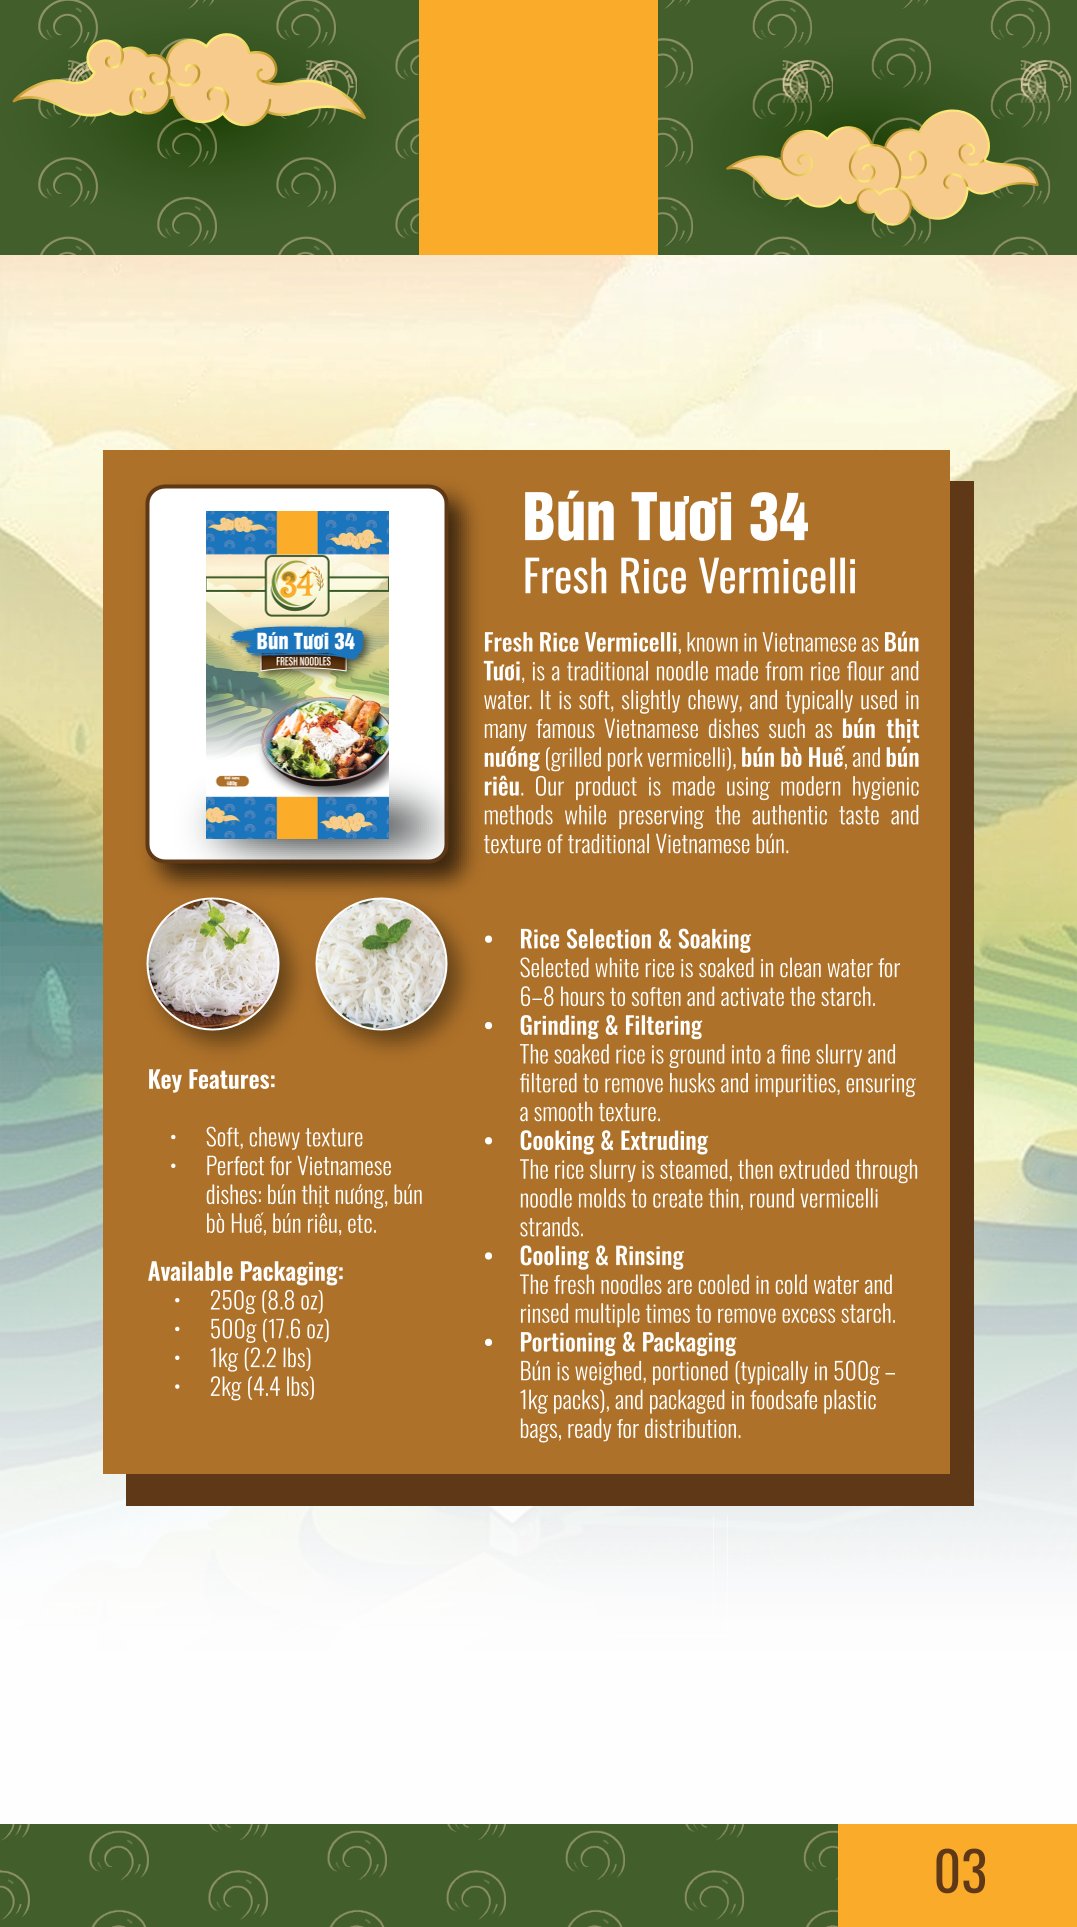 34
Bún Tươi 34
FRESH NOODLES
Bún Tươi 34
Fresh Rice Vermicelli
Fresh Rice Vermicelli, known in Vietnamese as Bún
Tươi, is a traditional noodle made from rice flour and
water. It is soft, slightly chewy, and typically used in
many famous Vietnamese dishes such as bún thịt
nướng (grilled pork vermicelli), bún bò Huế, and bún
riêu. Our product is made using modern hygienic
methods while preserving the authentic taste and
texture of traditional Vietnamese bún.
Key Features:
• Soft, chewy texture
• Perfect for Vietnamese
dishes: bún thịt nướng, bún
bò Huế, bún riêu, etc.
Available Packaging:
• 250g (8.8 oz)
• 500g (17.6 oz)
• 1kg (2.2 lbs)
• 2kg (4.4 lbs)
• Rice Selection & Soaking
Selected white rice is soaked in clean water for
6–8 hours to soften and activate the starch.
• Grinding & Filtering
The soaked rice is ground into a fine slurry and
filtered to remove husks and impurities, ensuring
a smooth texture.
• Cooking & Extruding
The rice slurry is steamed, then extruded through
noodle molds to create thin, round vermicelli
strands.
• Cooling & Rinsing
The fresh noodles are cooled in cold water and
rinsed multiple times to remove excess starch.
• Portioning & Packaging
Bún is weighed, portioned (typically in 500g –
1kg packs), and packaged in foodsafe plastic
bags, ready for distribution.
03